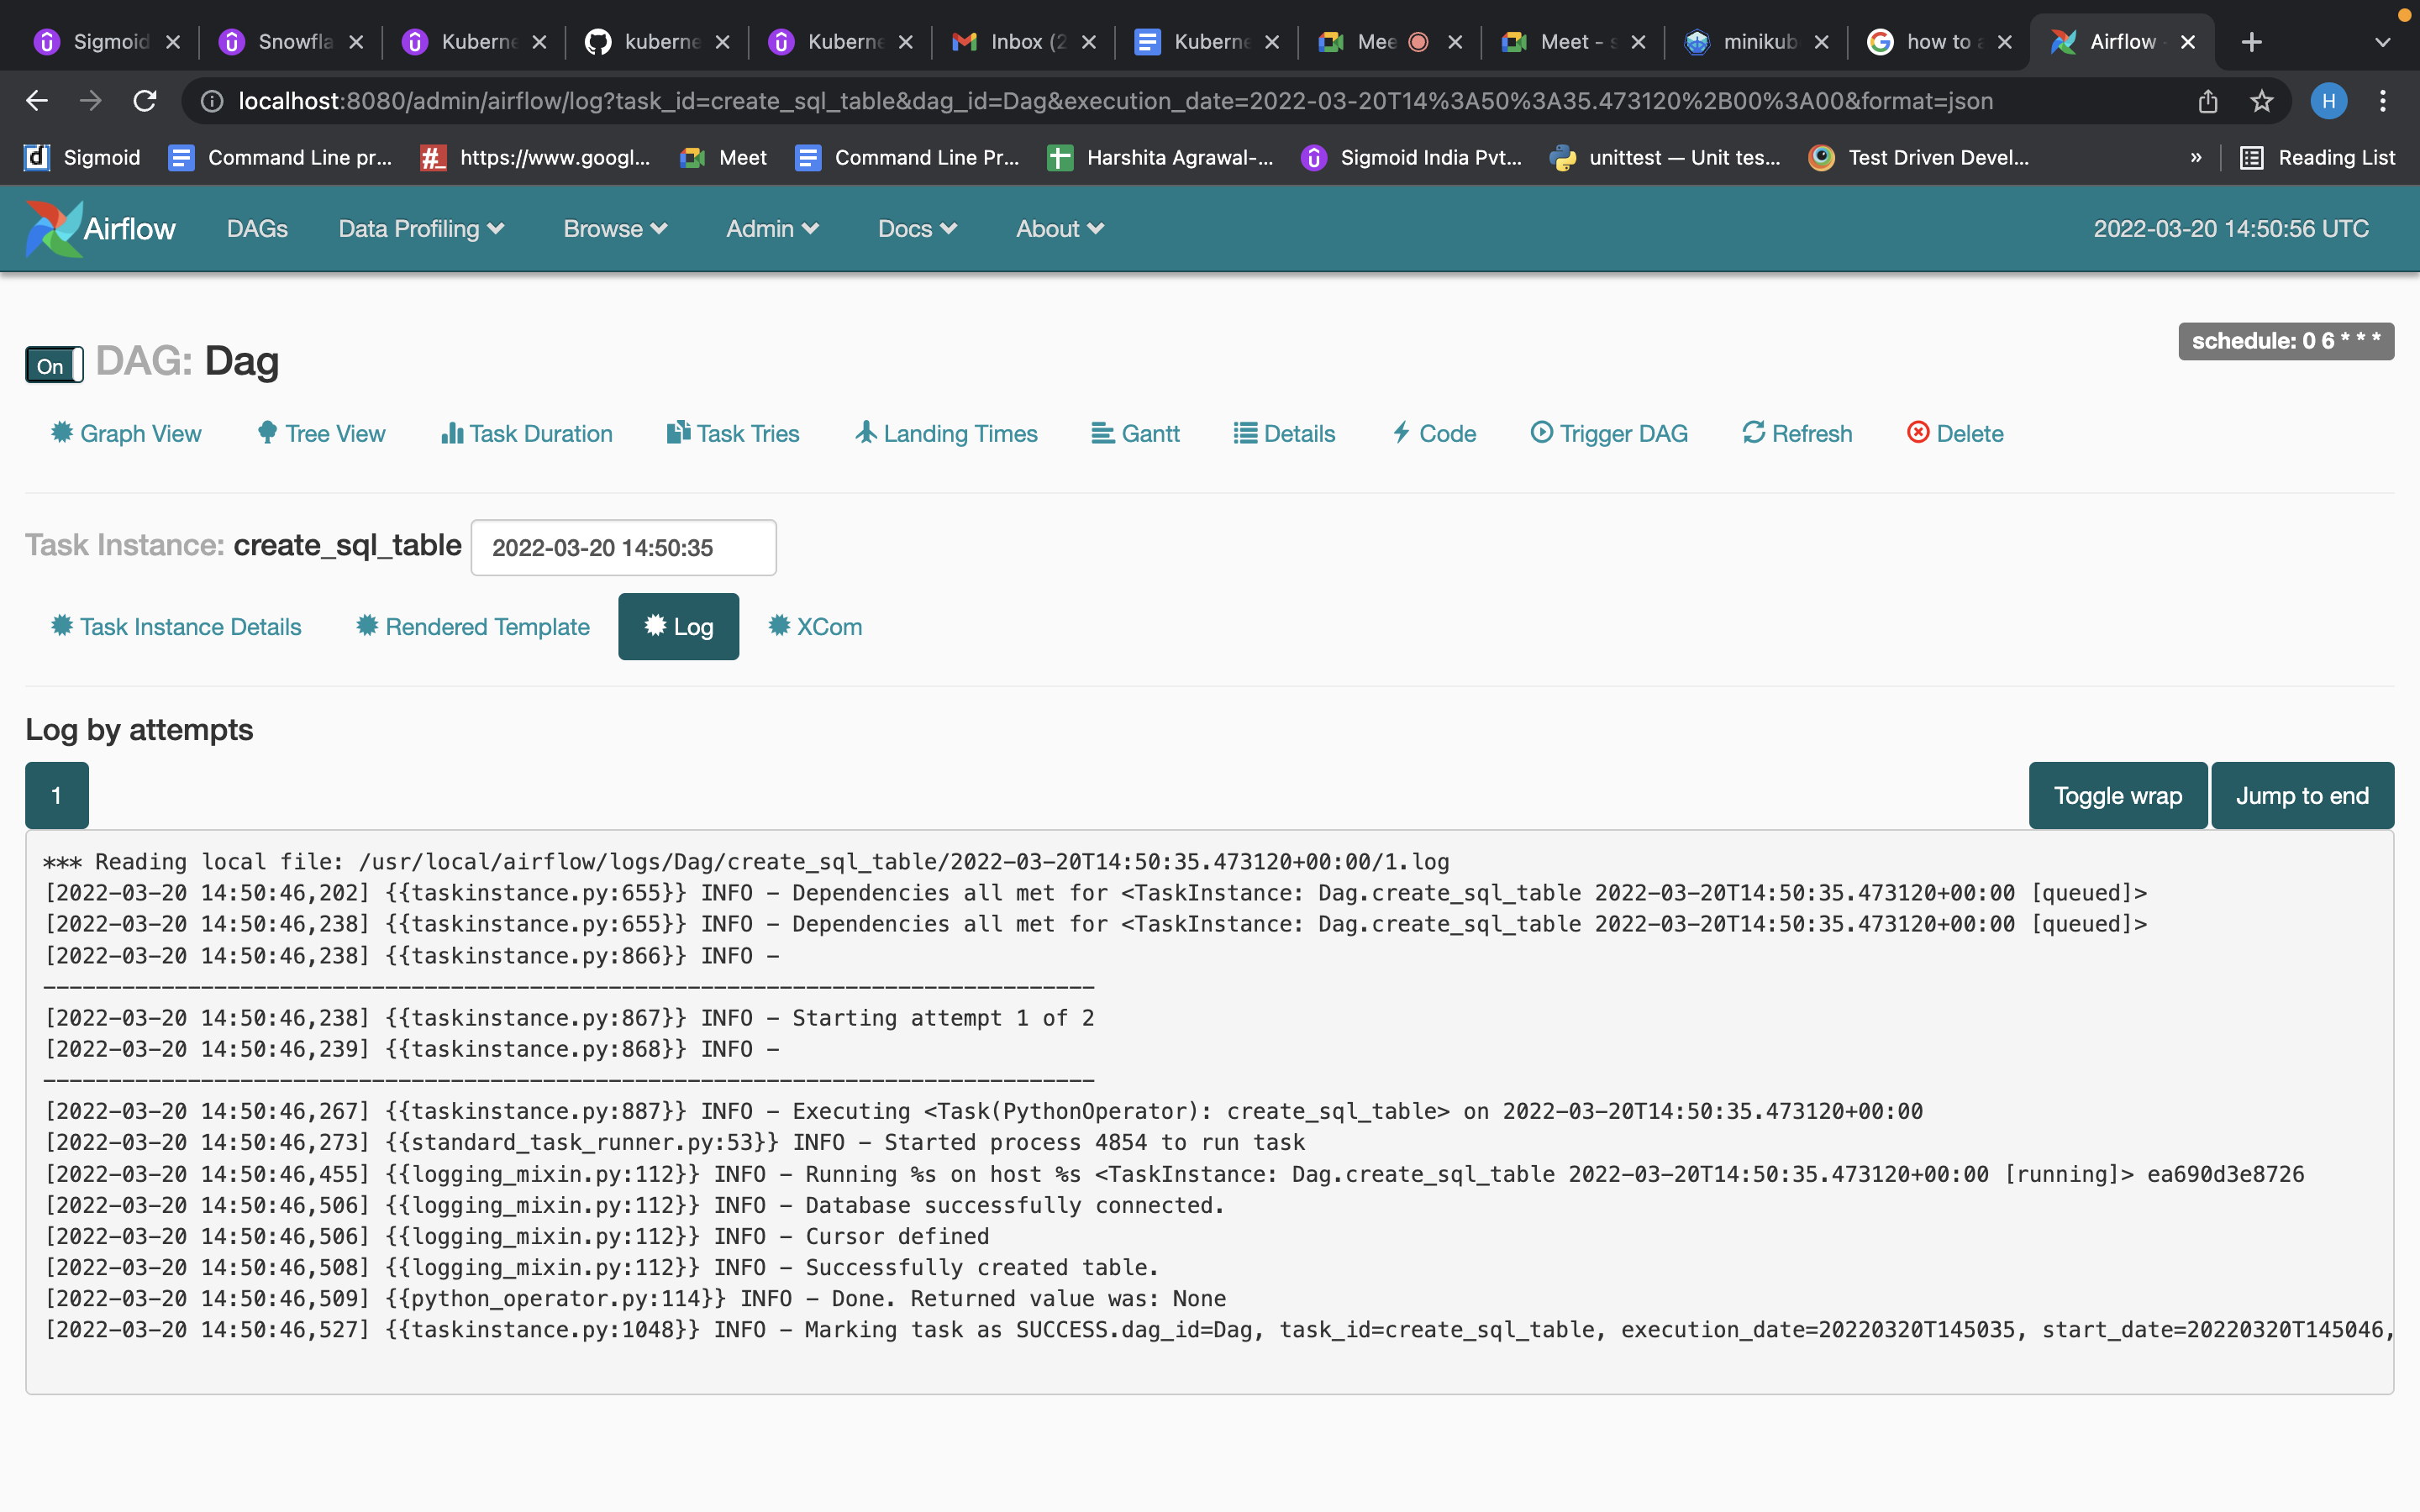 Sigmoid Snowfla Kuberne kuberne Kuberne Inbox (2 Kuberne Mee Meet - minikub how to Airflow
localhost:8080/admin/airflow/log?task_id=create_sql_table&dag_id=Dag&execution_date=2022-03-20T14%3A50%3A35.473120%2B00%3A00&format=json H
Sigmoid Command Line pr... https://www.googl... Meet Command Line Pr... Harshita Agrawal-... Sigmoid India Pvt... unittest — Unit tes... Test Driven Devel... » Reading List
Airflow DAGs Data Profiling Browse Admin Docs About 2022-03-20 14:50:56 UTC
schedule: 0 6 * * *
On DAG: Dag
Graph View Tree View Task Duration Task Tries Landing Times Gantt Details Code Trigger DAG Refresh Delete
Task Instance: create_sql_table 2022-03-20 14:50:35
Task Instance Details Rendered Template Log XCom
Log by attempts
1 Toggle wrap Jump to end
*** Reading local file: /usr/local/airflow/logs/Dag/create_sql_table/2022-03-20T14:50:35.473120+00:00/1.log
[2022-03-20 14:50:46,202] {{taskinstance.py:655}} INFO - Dependencies all met for <TaskInstance: Dag.create_sql_table 2022-03-20T14:50:35.473120+00:00 [queued]>
[2022-03-20 14:50:46,238] {{taskinstance.py:655}} INFO - Dependencies all met for <TaskInstance: Dag.create_sql_table 2022-03-20T14:50:35.473120+00:00 [queued]>
[2022-03-20 14:50:46,238] {{taskinstance.py:866}} INFO -
--------------------------------------------------------------------------------
[2022-03-20 14:50:46,238] {{taskinstance.py:867}} INFO - Starting attempt 1 of 2
[2022-03-20 14:50:46,239] {{taskinstance.py:868}} INFO -
--------------------------------------------------------------------------------
[2022-03-20 14:50:46,267] {{taskinstance.py:887}} INFO - Executing <Task(PythonOperator): create_sql_table> on 2022-03-20T14:50:35.473120+00:00
[2022-03-20 14:50:46,273] {{standard_task_runner.py:53}} INFO - Started process 4854 to run task
[2022-03-20 14:50:46,455] {{logging_mixin.py:112}} INFO - Running %s on host %s <TaskInstance: Dag.create_sql_table 2022-03-20T14:50:35.473120+00:00 [running]> ea690d3e8726
[2022-03-20 14:50:46,506] {{logging_mixin.py:112}} INFO - Database successfully connected.
[2022-03-20 14:50:46,506] {{logging_mixin.py:112}} INFO - Cursor defined
[2022-03-20 14:50:46,508] {{logging_mixin.py:112}} INFO - Successfully created table.
[2022-03-20 14:50:46,509] {{python_operator.py:114}} INFO - Done. Returned value was: None
[2022-03-20 14:50:46,527] {{taskinstance.py:1048}} INFO - Marking task as SUCCESS.dag_id=Dag, task_id=create_sql_table, execution_date=20220320T145035, start_date=20220320T145046,